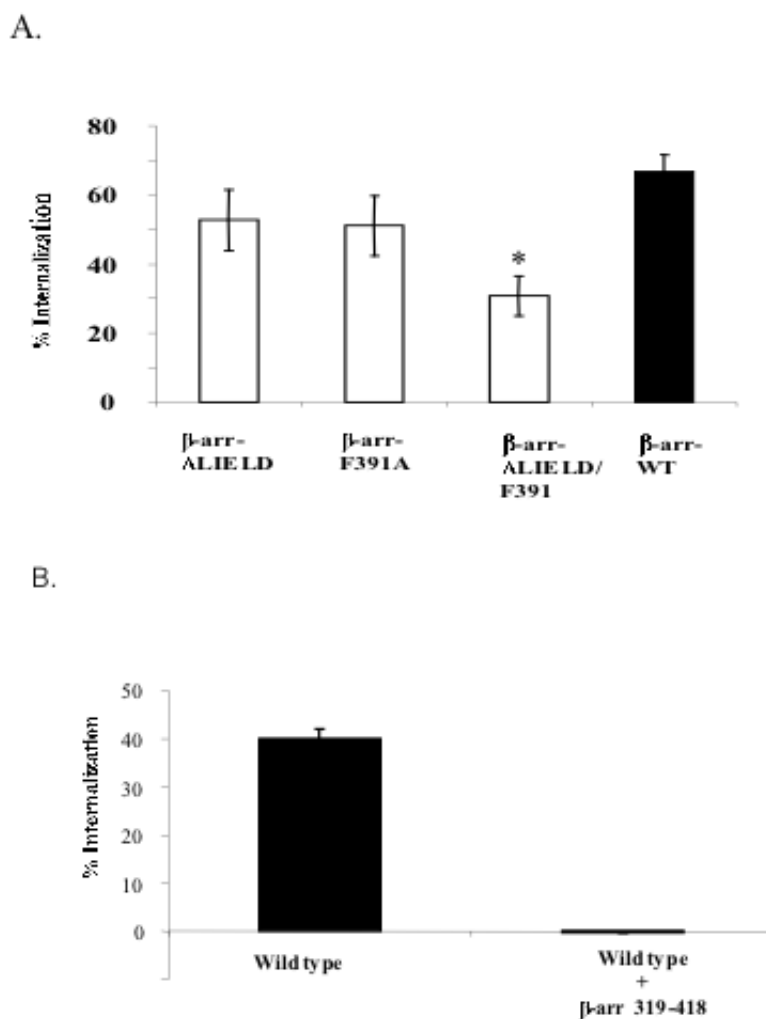 A.
80
60
40
20
0
% Internalization
*
β-arr-
ΔLIELD
β-arr-
F391A
β-arr-
ΔLIELD/
F391
β-arr-
WT
B.
50
40
30
20
10
0
% Internalization
Wild type
Wild type
+
β-arr 319-418